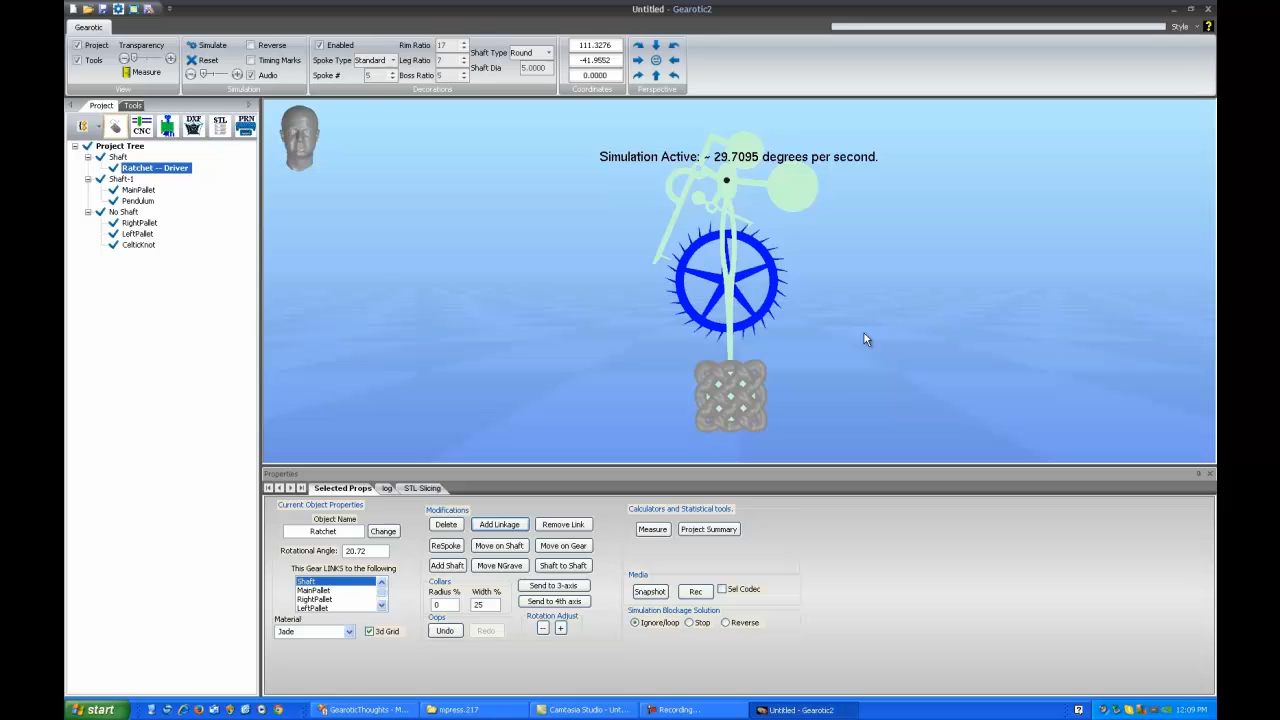 Untitled - Gearotic2
Gearotic
Style
Project
Transparency
Tools
Measure
View
Simulate
Reverse
Reset
Timing Marks
Audio
Simulation
Enabled
Rim Ratio 17
Spoke Type Standard
Leg Ratio 7
Spoke # 5
Boss Ratio 5
Shaft Type Round
Shaft Dia 5.0000
Decorations
111.3276
-41.9552
0.0000
Coordinates
Perspective
Project Tools
CNC DXF STL PRN
Project Tree
Shaft
Ratchet -- Driver
Shaft-1
MainPallet
Pendulum
No Shaft
RightPallet
LeftPallet
CelticKnot
Simulation Active: ~ 29.7095 degrees per second.
Properties
Selected Props log STL Slicing
Current Object Properties
Object Name
Ratchet Change
Rotational Angle: 20.72
This Gear LINKS to the following
Shaft
MainPallet
RightPallet
LeftPallet
Material
Jade 3d Grid
Modifications
Delete Add Linkage Remove Link
ReSpoke Move on Shaft Move on Gear
Add Shaft Move NGrave Shaft to Shaft
Collars
Radius % Width %
0 25
Send to 3-axis
Send to 4th axis
Oops
Undo Redo
Rotation Adjust
- +
Calculators and Statistical tools.
Measure Project Summary
Media
Snapshot Rec Sel Codec
Simulation Blockage Solution
Ignore/loop Stop Reverse
start
GearoticThoughts - M...
mpress.217
Camtasia Studio - Unt...
Recording...
Untitled - Gearotic2
12:09 PM